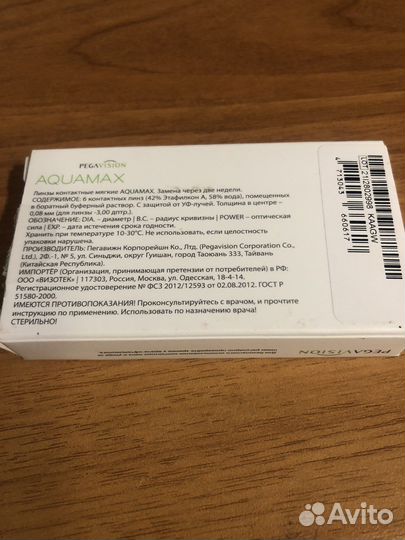 PEGAVISION
AQUAMAX
Линзы контактные мягкие AQUAMAX. Замена через две недели.
СОДЕРЖИМОЕ: 6 контактных линз (42% Этафилкон А, 58% вода), помещенных
в боратный буферный раствор. С защитой от УФ-лучей. Толщина в центре –
0,08 мм (для линзы -3,00 дптр.).
ОБОЗНАЧЕНИЕ: DIA. – диаметр | B.C. – радиус кривизны | POWER – оптическая
сила | EXP. – дата истечения срока годности.
Хранить при температуре 10-30°C. Не использовать, если целостность
упаковки нарушена.
ПРОИЗВОДИТЕЛЬ: Пегавижн Корпорейшн Ко., Лтд, (Pegavision Corporation Co.,
Ltd.), 2Ф.-1, № 5, ул. Синьджи, округ Гуишан, город Таоюань 333, Тайвань
(Китайская Республика).
ИМПОРТЁР (Организация, принимающая претензии от потребителей) в РФ:
ООО «ВИЗОТЕК» | 117303, Россия, Москва, ул. Одесская, 18-4-14.
Регистрационное удостоверение № ФСЗ 2012/12593 от 02.08.2012. ГОСТ Р
51580-2000.
ИМЕЮТСЯ ПРОТИВОПОКАЗАНИЯ! Проконсультируйтесь с врачом, и прочтите
инструкцию по применению. Использовать по назначению врача!
СТЕРИЛЬНО!
4 713043 660617
KAAGW
PEGAVISION
Avito